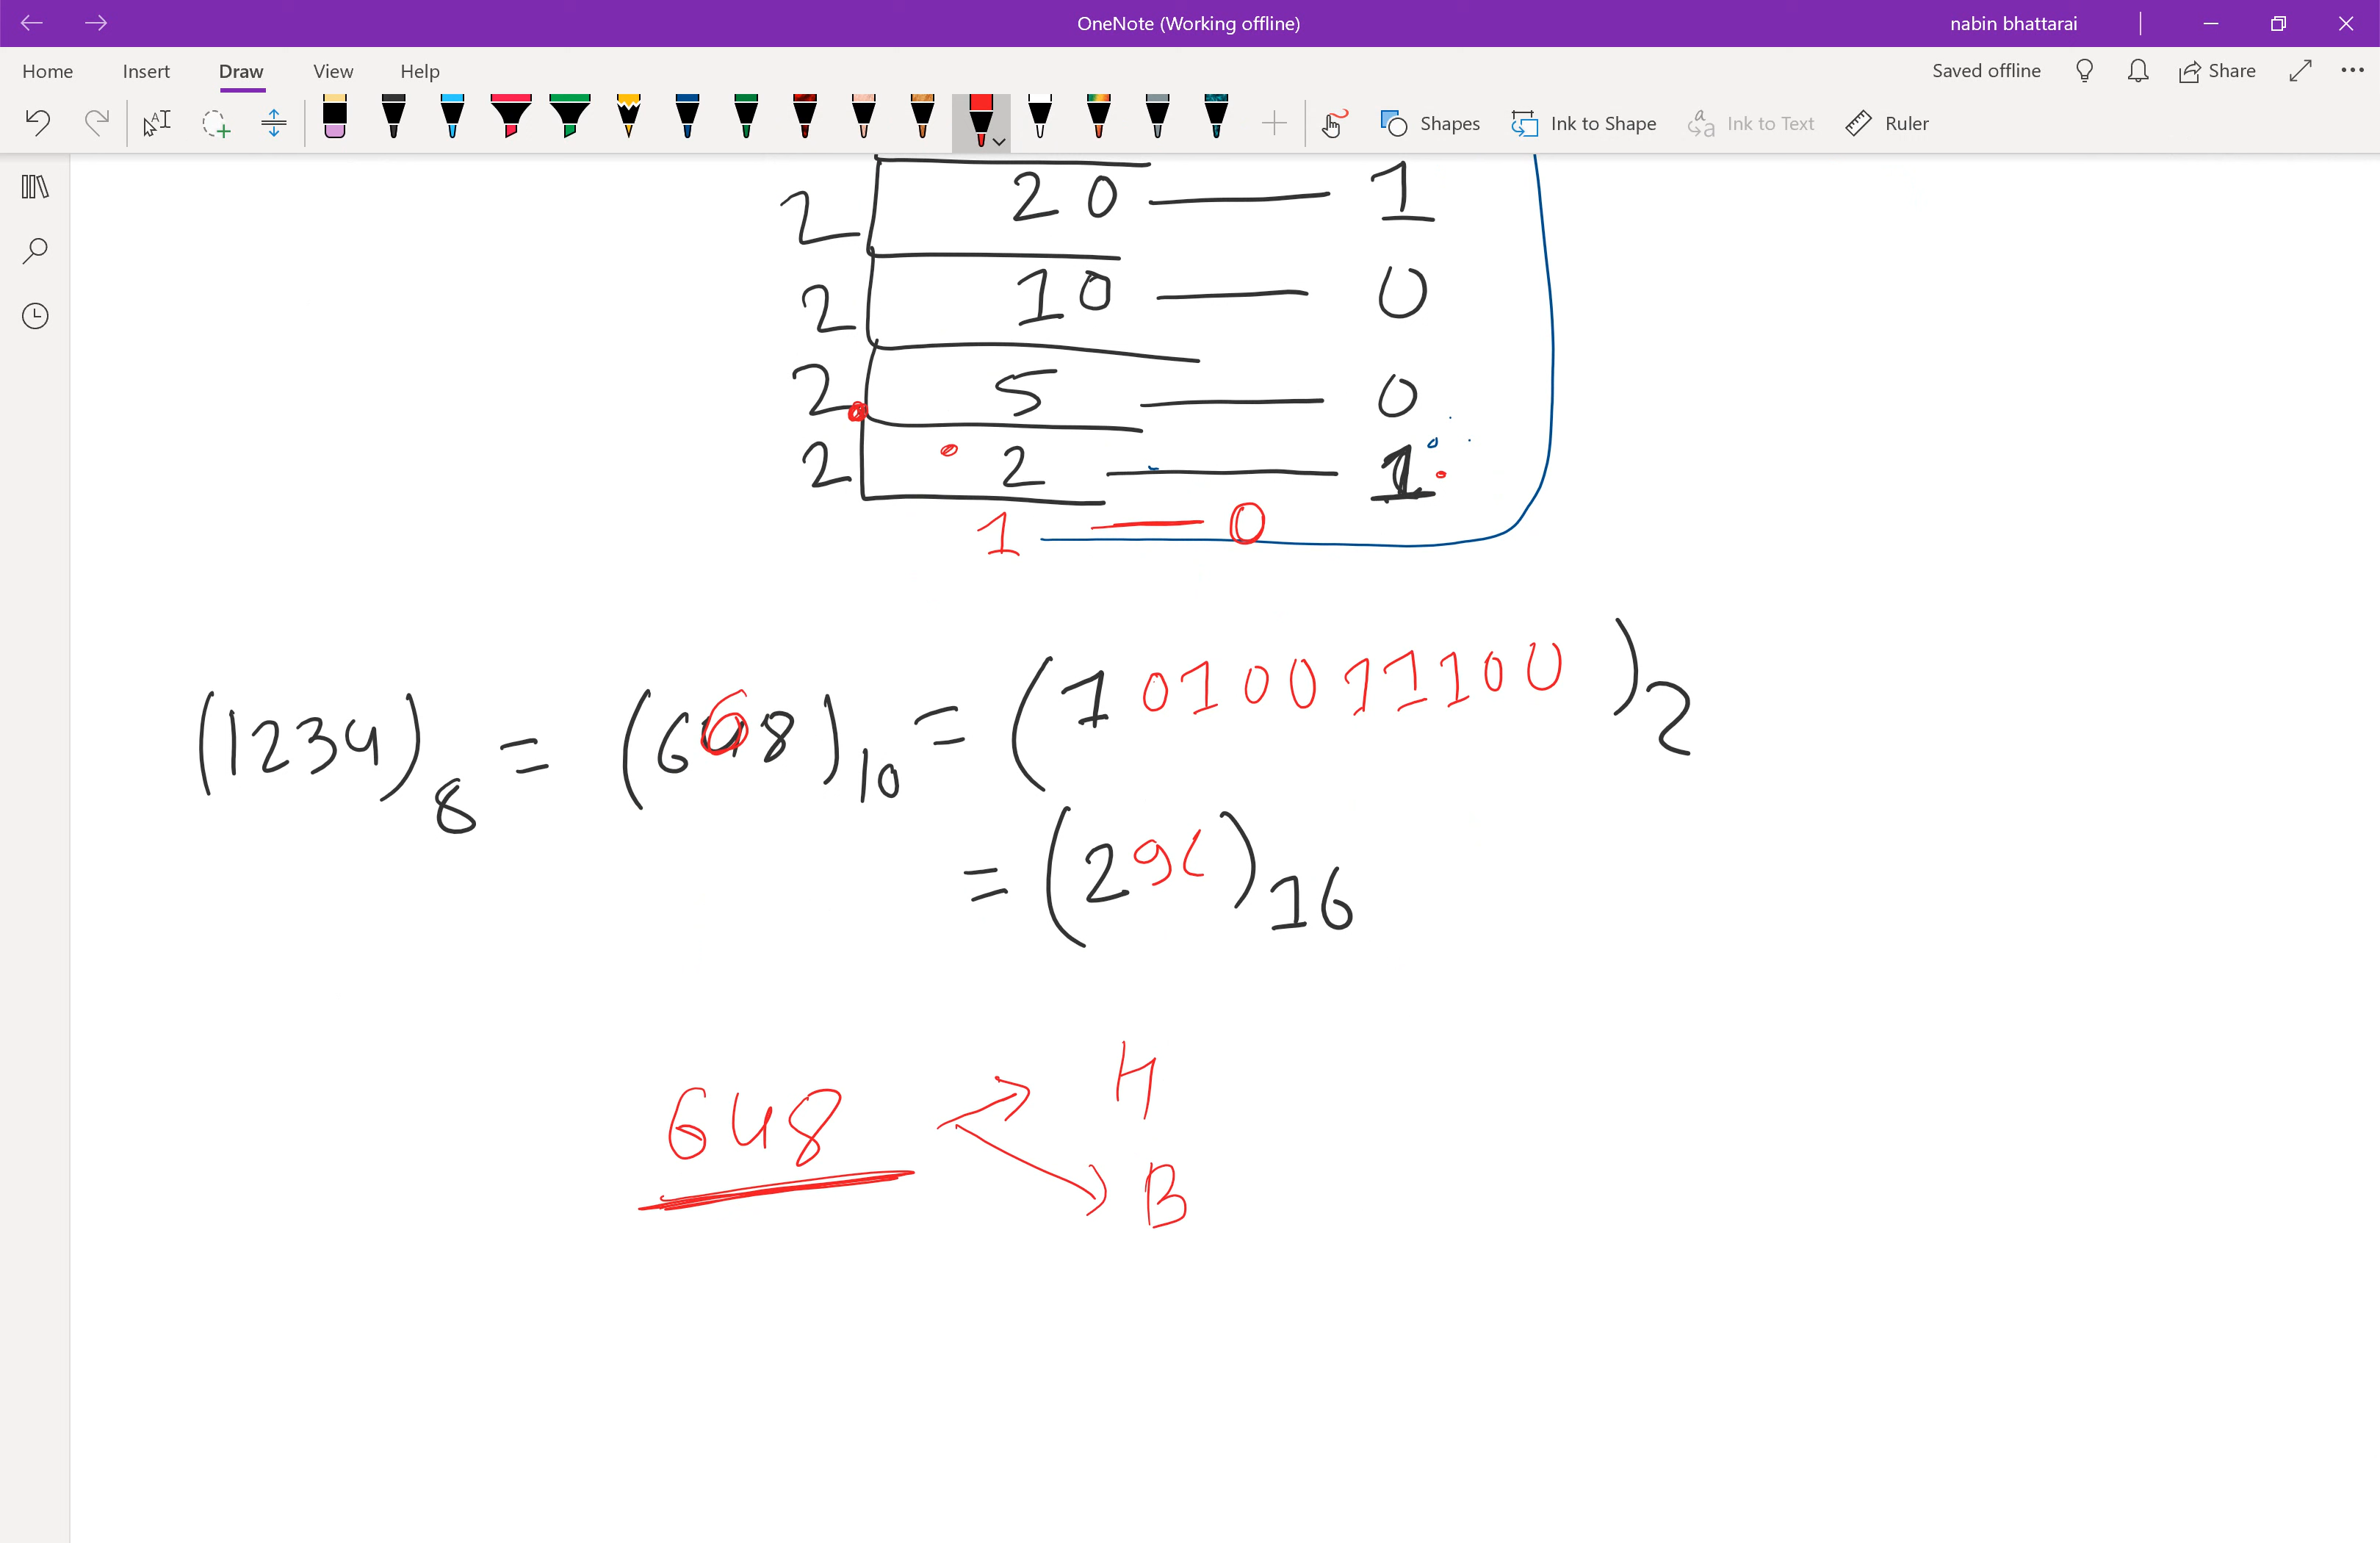 OneNote (Working offline)
nabin bhattarai
Home Insert Draw View Help
Saved offline Share
Shapes Ink to Shape Ink to Text Ruler
2 20 — 1
2 10 — 0
2 5 — 0
2 2 — 1
1 — 0
(1234)8 = (668)10 = (1010011100)2
= (29C)16
648 → H
→ B